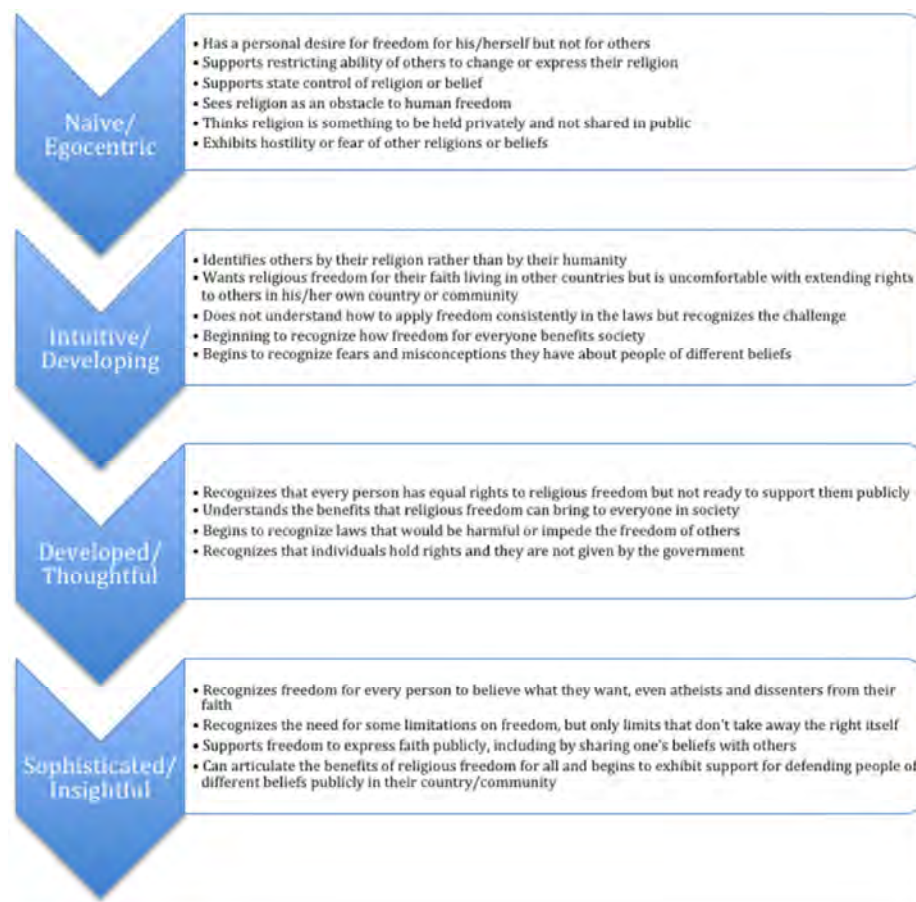 Naïve/
Egocentric
• Has a personal desire for freedom for his/herself but not for others
• Supports restricting ability of others to change or express their religion
• Supports state control of religion or belief
• Sees religion as an obstacle to human freedom
• Thinks religion is something to be held privately and not shared in public
• Exhibits hostility or fear of other religions or beliefs
Intuitive/
Developing
• Identifies others by their religion rather than by their humanity
• Wants religious freedom for their faith living in other countries but is uncomfortable with extending rights
to others in his/her own country or community
• Does not understand how to apply freedom consistently in the laws but recognizes the challenge
• Beginning to recognize how freedom for everyone benefits society
• Begins to recognize fears and misconceptions they have about people of different beliefs
Developed/
Thoughtful
• Recognizes that every person has equal rights to religious freedom but not ready to support them publicly
• Understands the benefits that religious freedom can bring to everyone in society
• Begins to recognize laws that would be harmful or impede the freedom of others
• Recognizes that individuals hold rights and they are not given by the government
Sophisticated/
Insightful
• Recognizes freedom for every person to believe what they want, even atheists and dissenters from their
faith
• Recognizes the need for some limitations on freedom, but only limits that don't take away the right itself
• Supports freedom to express faith publicly, including by sharing one's beliefs with others
• Can articulate the benefits of religious freedom for all and begins to exhibit support for defending people of
different beliefs publicly in their country/community